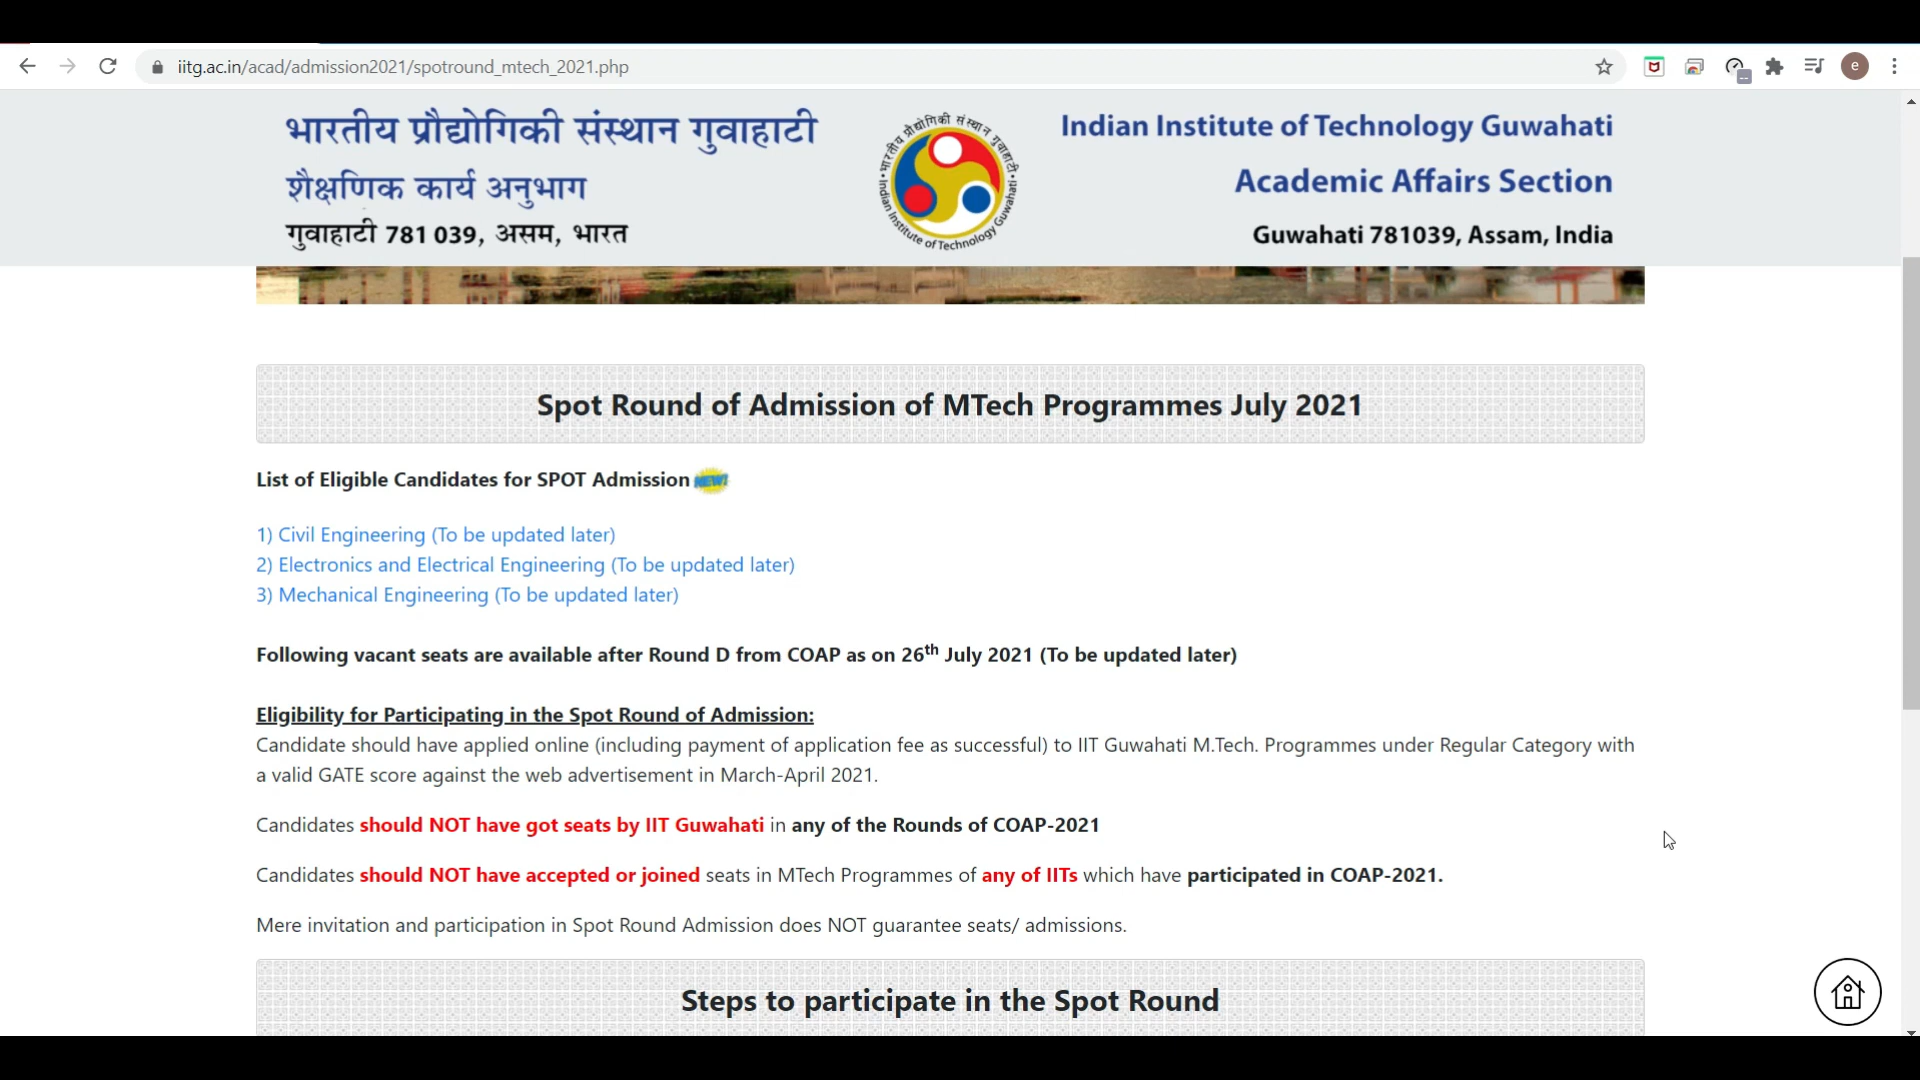 iitg.ac.in/acad/admission2021/spotround_mtech_2021.php
e
भारतीय प्रौद्योगिकी संस्थान गुवाहाटी
शैक्षणिक कार्य अनुभाग
गुवाहाटी 781 039, असम, भारत
भारतीय प्रौद्योगिकी संस्थान गुवाहाटी
Indian Institute of Technology Guwahati
Indian Institute of Technology Guwahati
Academic Affairs Section
Guwahati 781039, Assam, India
Spot Round of Admission of MTech Programmes July 2021
List of Eligible Candidates for SPOT Admission NEW!
1) Civil Engineering (To be updated later)
2) Electronics and Electrical Engineering (To be updated later)
3) Mechanical Engineering (To be updated later)
Following vacant seats are available after Round D from COAP as on 26th July 2021 (To be updated later)
Eligibility for Participating in the Spot Round of Admission:
Candidate should have applied online (including payment of application fee as successful) to IIT Guwahati M.Tech. Programmes under Regular Category with
a valid GATE score against the web advertisement in March-April 2021.
Candidates should NOT have got seats by IIT Guwahati in any of the Rounds of COAP-2021
Candidates should NOT have accepted or joined seats in MTech Programmes of any of IITs which have participated in COAP-2021.
Mere invitation and participation in Spot Round Admission does NOT guarantee seats/ admissions.
Steps to participate in the Spot Round